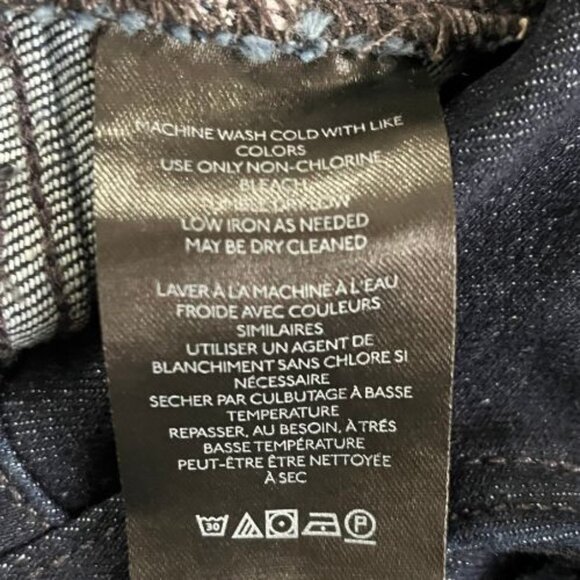 MACHINE WASH COLD WITH LIKE
COLORS
USE ONLY NON-CHLORINE
BLEACH
TUMBLE DRY LOW
LOW IRON AS NEEDED
MAY BE DRY CLEANED
LAVER À LA MACHINE À L'EAU
FROIDE AVEC COULEURS
SIMILAIRES
UTILISER UN AGENT DE
BLANCHIMENT SANS CHLORE SI
NÉCESSAIRE
SECHER PAR CULBUTAGE À BASSE
TEMPERATURE
REPASSER, AU BESOIN, À TRÉS
BASSE TEMPÉRATURE
PEUT-ÊTRE ÊTRE NETTOYÉE
À SEC
30 P